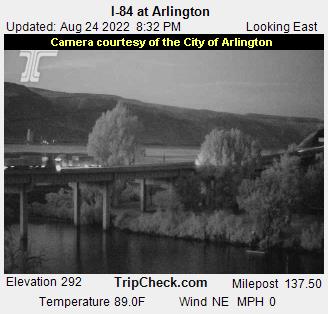 I-84 at Arlington
Updated: Aug 24 2022 8:32 PM Looking East
Camera courtesy of the City of Arlington
Elevation 292 TripCheck.com Milepost 137.50
Temperature 89.0F Wind NE MPH 0